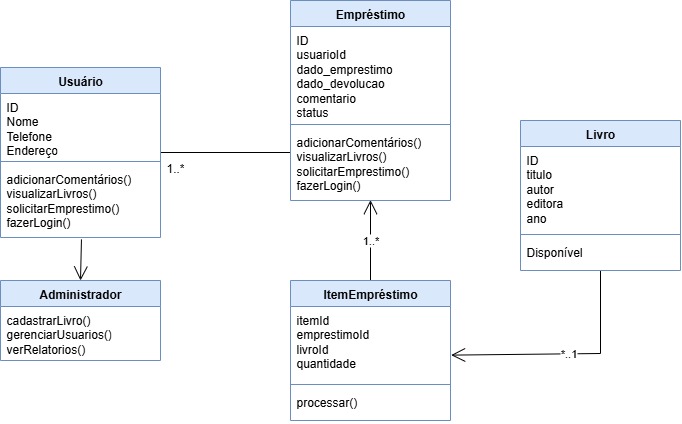 Empréstimo
ID
usuarioId
dado_emprestimo
dado_devolucao
comentario
status
adicionarComentários()
visualizarLivros()
solicitarEmprestimo()
fazerLogin()
Usuário
ID
Nome
Telefone
Endereço
adicionarComentários()
visualizarLivros()
solicitarEmprestimo()
fazerLogin()
1..*
Livro
ID
titulo
autor
editora
ano
Disponível
1..*
Administrador
cadastrarLivro()
gerenciarUsuarios()
verRelatorios()
ItemEmpréstimo
itemId
emprestimoId
livroId
quantidade
processar()
*..1